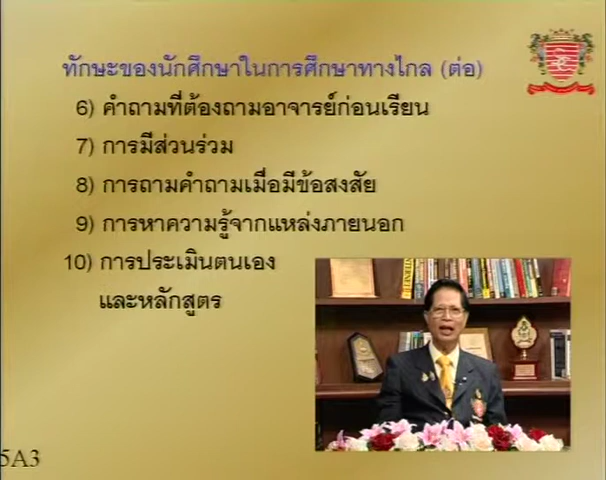 ทักษะของนักศึกษาในการศึกษาทางไกล (ต่อ)
6) คำถามที่ต้องถามอาจารย์ก่อนเรียน
7) การมีส่วนร่วม
8) การถามคำถามเมื่อมีข้อสงสัย
9) การหาความรู้จากแหล่งภายนอก
10) การประเมินตนเอง
และหลักสูตร
5A3